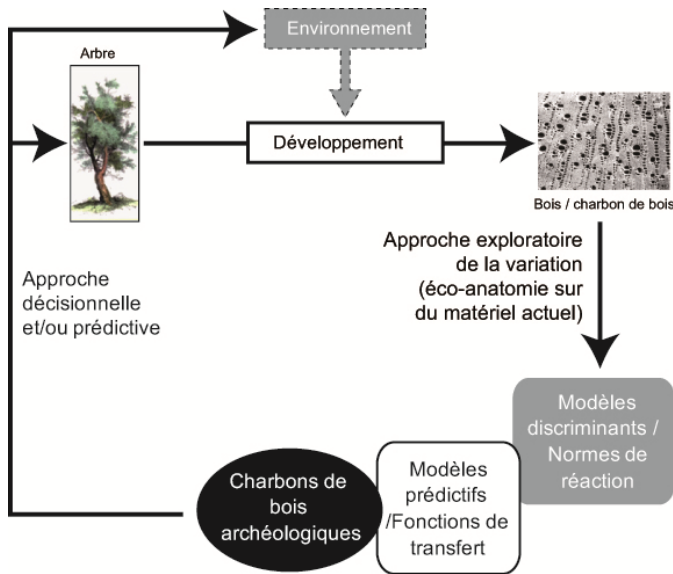 Environnement
Arbre
Développement
Bois / charbon de bois
Approche exploratoire
de la variation
(éco-anatomie sur
du matériel actuel)
Approche
décisionnelle
et/ou prédictive
Modèles
discriminants /
Normes de
réaction
Modèles
prédictifs
/Fonctions de
transfert
Charbons de
bois
archéologiques